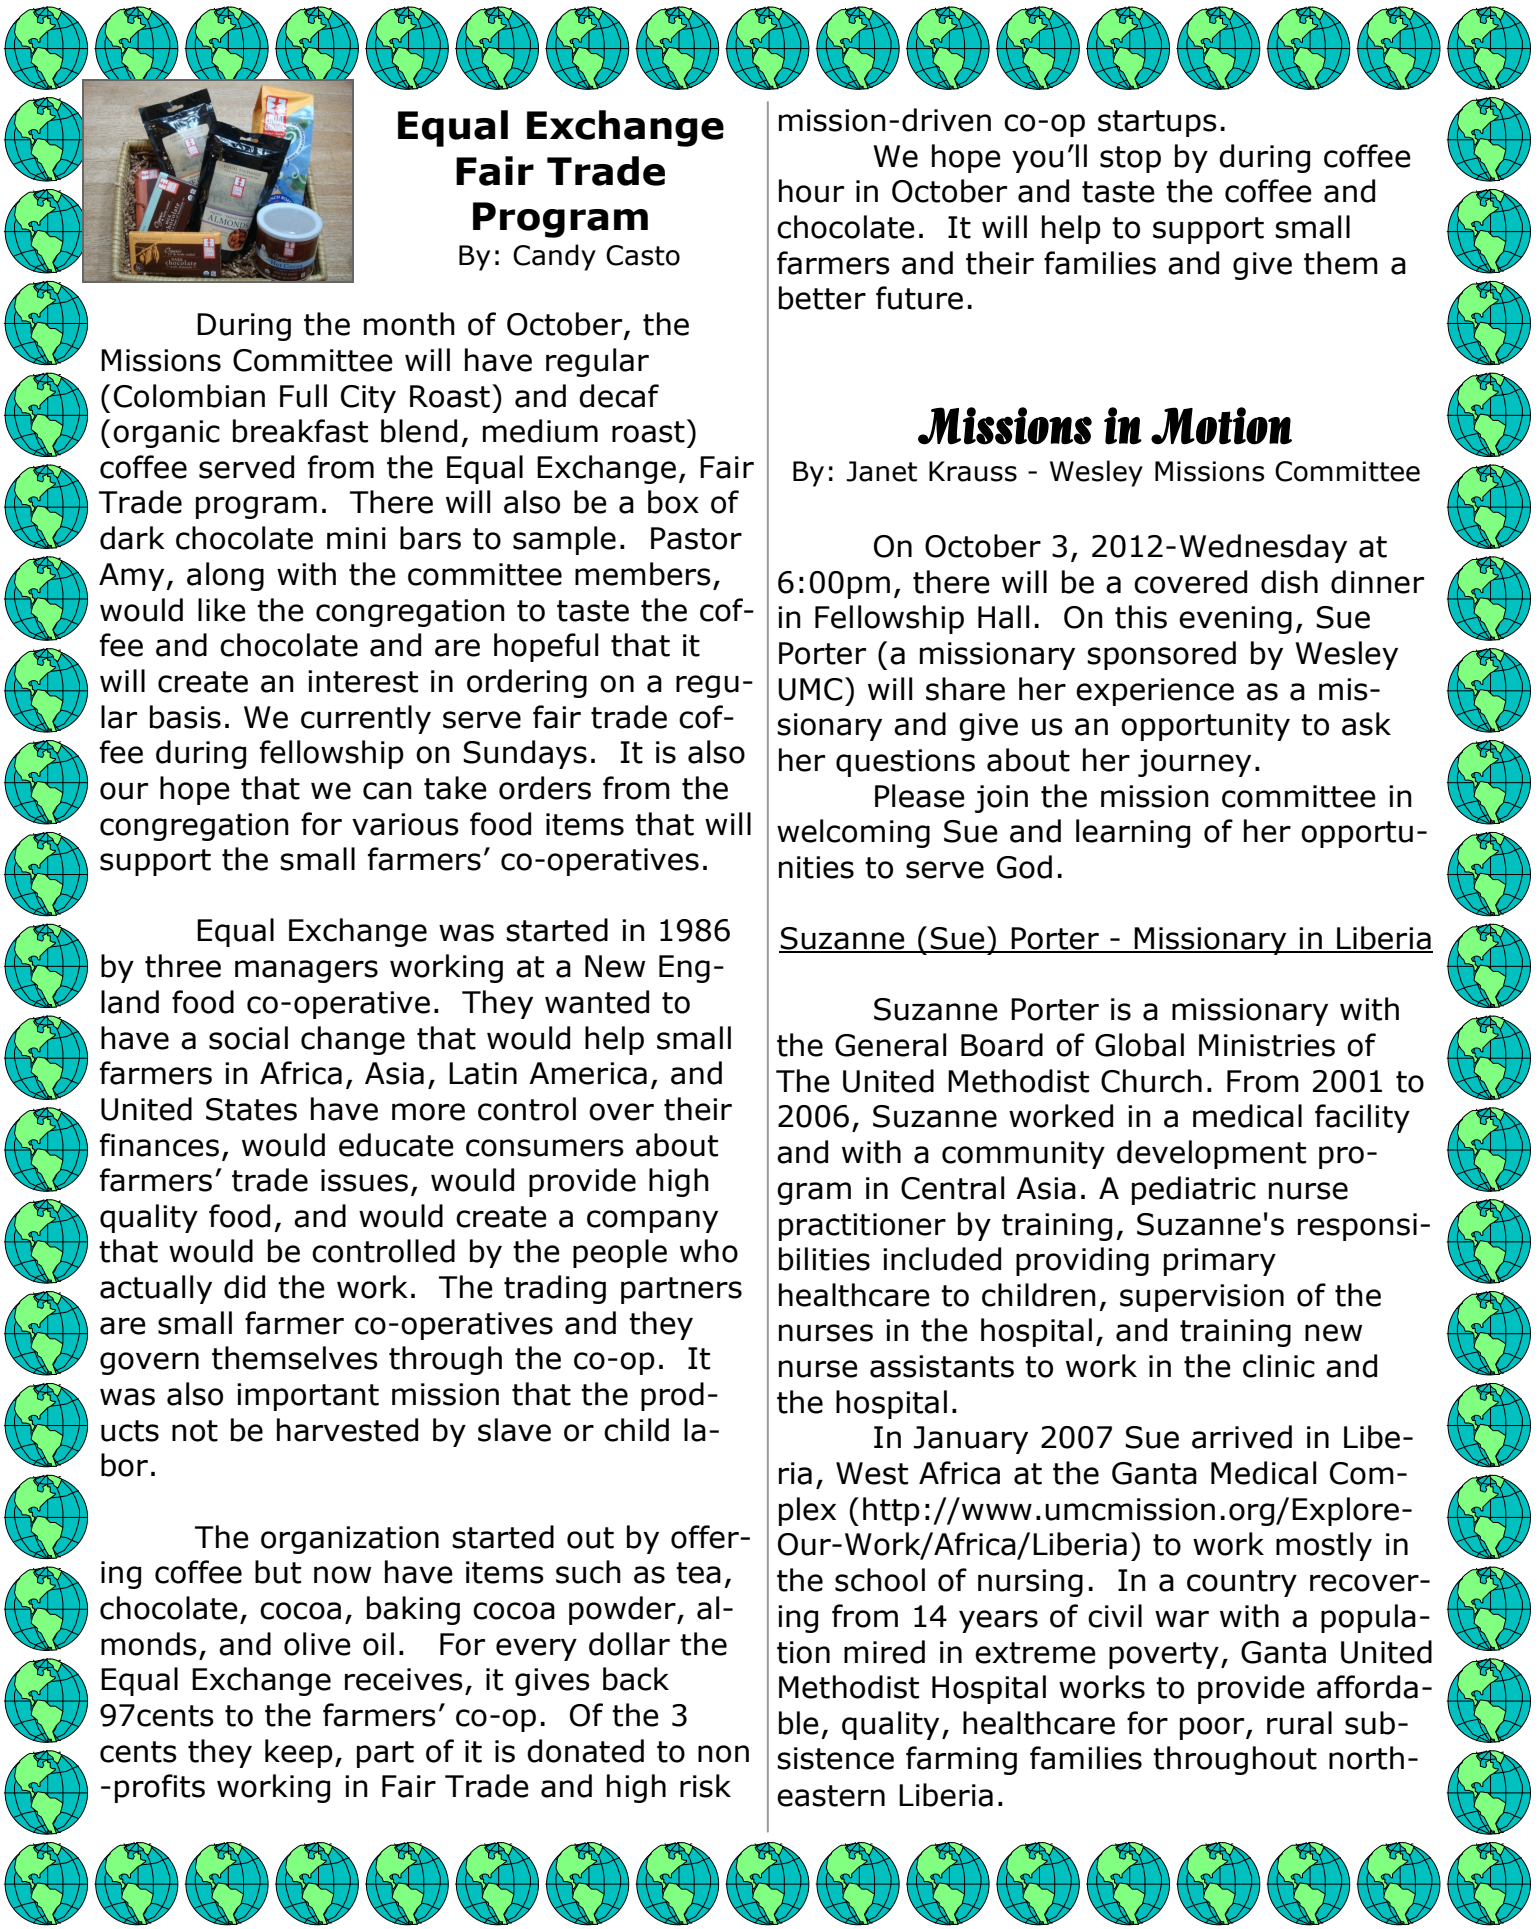 Equal Exchange
Fair Trade
Program
By: Candy Casto
ALMONDS
During the month of October, the
Missions Committee will have regular
(Colombian Full City Roast) and decaf
(organic breakfast blend, medium roast)
coffee served from the Equal Exchange, Fair
Trade program.  There will also be a box of
dark chocolate mini bars to sample.  Pastor
Amy, along with the committee members,
would like the congregation to taste the cof-
fee and chocolate and are hopeful that it
will create an interest in ordering on a regu-
lar basis. We currently serve fair trade cof-
fee during fellowship on Sundays.  It is also
our hope that we can take orders from the
congregation for various food items that will
support the small farmers’ co-operatives.
Equal Exchange was started in 1986
by three managers working at a New Eng-
land food co-operative.  They wanted to
have a social change that would help small
farmers in Africa, Asia, Latin America, and
United States have more control over their
finances, would educate consumers about
farmers’ trade issues, would provide high
quality food, and would create a company
that would be controlled by the people who
actually did the work.  The trading partners
are small farmer co-operatives and they
govern themselves through the co-op.  It
was also important mission that the prod-
ucts not be harvested by slave or child la-
bor.
The organization started out by offer-
ing coffee but now have items such as tea,
chocolate, cocoa, baking cocoa powder, al-
monds, and olive oil.   For every dollar the
Equal Exchange receives, it gives back
97cents to the farmers’ co-op.  Of the 3
cents they keep, part of it is donated to non
-profits working in Fair Trade and high risk
mission-driven co-op startups.
We hope you’ll stop by during coffee
hour in October and taste the coffee and
chocolate.  It will help to support small
farmers and their families and give them a
better future.
Missions in Motion
By: Janet Krauss - Wesley Missions Committee
On October 3, 2012-Wednesday at
6:00pm, there will be a covered dish dinner
in Fellowship Hall.  On this evening, Sue
Porter (a missionary sponsored by Wesley
UMC) will share her experience as a mis-
sionary and give us an opportunity to ask
her questions about her journey.
Please join the mission committee in
welcoming Sue and learning of her opportu-
nities to serve God.
Suzanne (Sue) Porter - Missionary in Liberia
Suzanne Porter is a missionary with
the General Board of Global Ministries of
The United Methodist Church. From 2001 to
2006, Suzanne worked in a medical facility
and with a community development pro-
gram in Central Asia. A pediatric nurse
practitioner by training, Suzanne's responsi-
bilities included providing primary
healthcare to children, supervision of the
nurses in the hospital, and training new
nurse assistants to work in the clinic and
the hospital.
In January 2007 Sue arrived in Libe-
ria, West Africa at the Ganta Medical Com-
plex (http://www.umcmission.org/Explore-
Our-Work/Africa/Liberia) to work mostly in
the school of nursing.  In a country recover-
ing from 14 years of civil war with a popula-
tion mired in extreme poverty, Ganta United
Methodist Hospital works to provide afforda-
ble, quality, healthcare for poor, rural sub-
sistence farming families throughout north-
eastern Liberia.